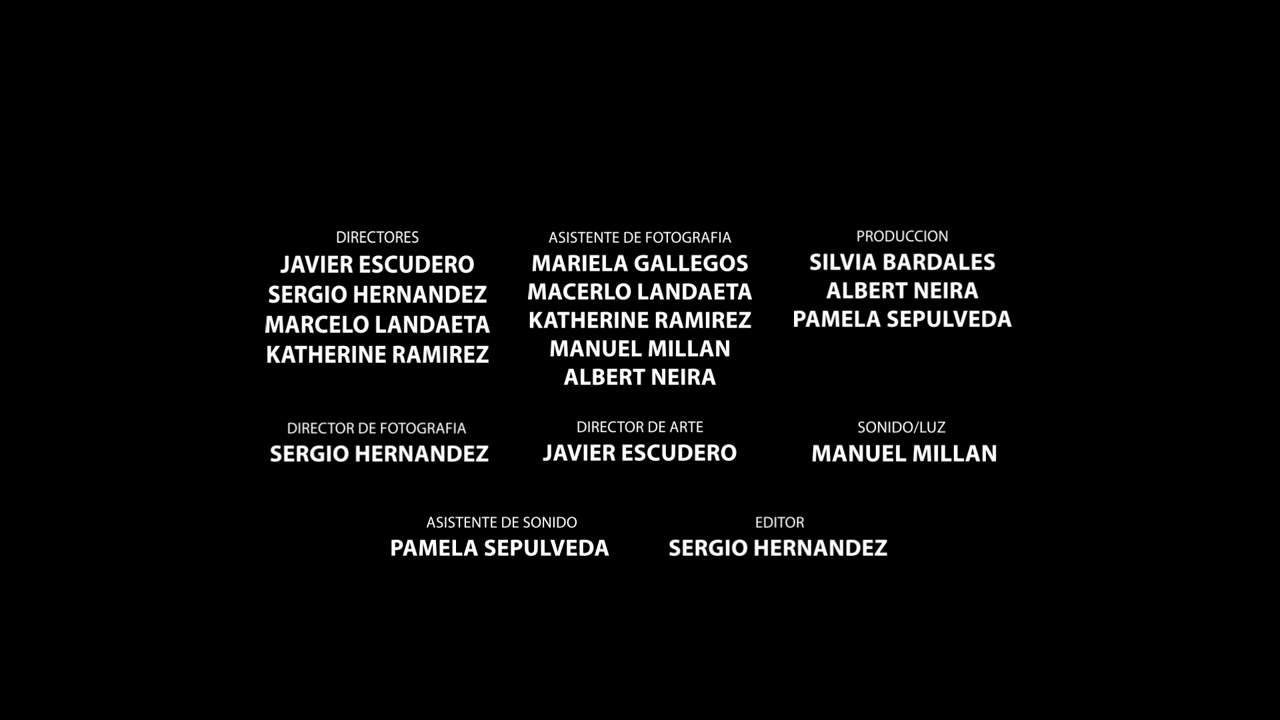 DIRECTORES
JAVIER ESCUDERO
SERGIO HERNANDEZ
MARCELO LANDAETA
KATHERINE RAMIREZ
ASISTENTE DE FOTOGRAFIA
MARIELA GALLEGOS
MACERLO LANDAETA
KATHERINE RAMIREZ
MANUEL MILLAN
ALBERT NEIRA
PRODUCCION
SILVIA BARDALES
ALBERT NEIRA
PAMELA SEPULVEDA
DIRECTOR DE FOTOGRAFIA
SERGIO HERNANDEZ
DIRECTOR DE ARTE
JAVIER ESCUDERO
SONIDO/LUZ
MANUEL MILLAN
ASISTENTE DE SONIDO
PAMELA SEPULVEDA
EDITOR
SERGIO HERNANDEZ